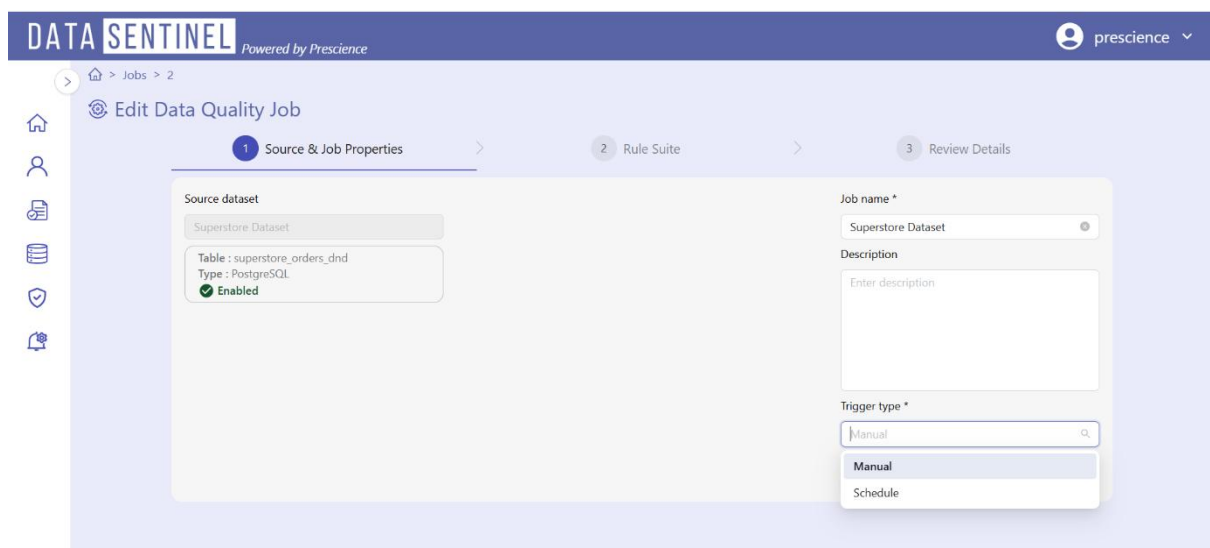 DATA SENTINEL Powered by Prescience
prescience
> Jobs > 2
Edit Data Quality Job
1 Source & Job Properties
2 Rule Suite
3 Review Details
Source dataset
Superstore Dataset
Table : superstore_orders_dnd
Type : PostgreSQL
Enabled
Job name *
Superstore Dataset
Description
Enter description
Trigger type *
Manual
Manual
Schedule